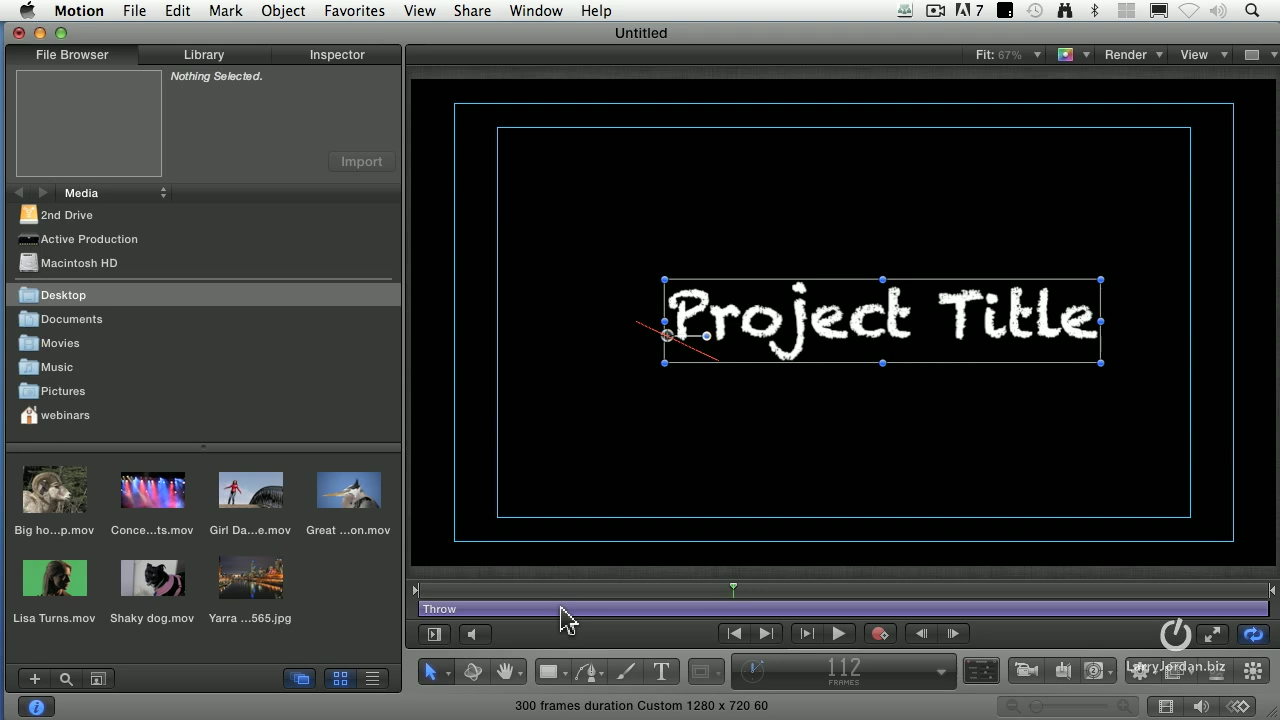 Motion File Edit Mark Object Favorites View Share Window Help 7
Untitled
File Browser Library Inspector Fit: 67% Render View
Nothing Selected.
Import
Media
2nd Drive
Active Production
Macintosh HD
Desktop
Documents
Movies
Music
Pictures
webinars
Project Title
Big ho...p.mov Conce...ts.mov Girl Da...e.mov Great ...on.mov
Lisa Turns.mov Shaky dog.mov Yarra ...565.jpg
Throw
112
FRAMES
LarryJordan.biz
300 frames duration Custom 1280 x 720 60